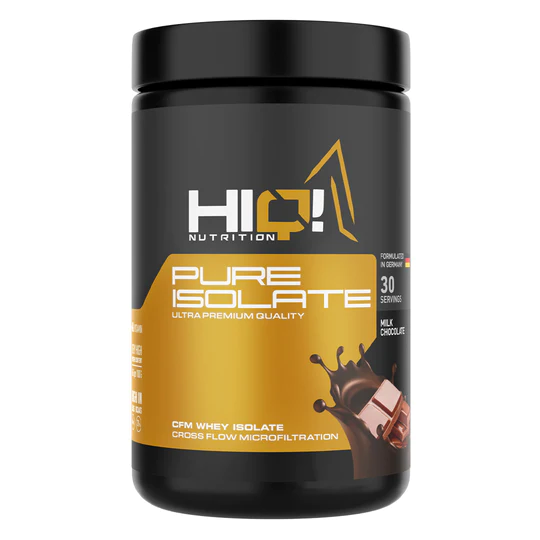 HIQ!
NUTRITION
PURE
ISOLATE
ULTRA PREMIUM QUALITY
FORMULATED
IN GERMANY
30
SERVINGS
MILK
CHOCOLATE
CFM WHEY ISOLATE
CROSS FLOW MICROFILTRATION